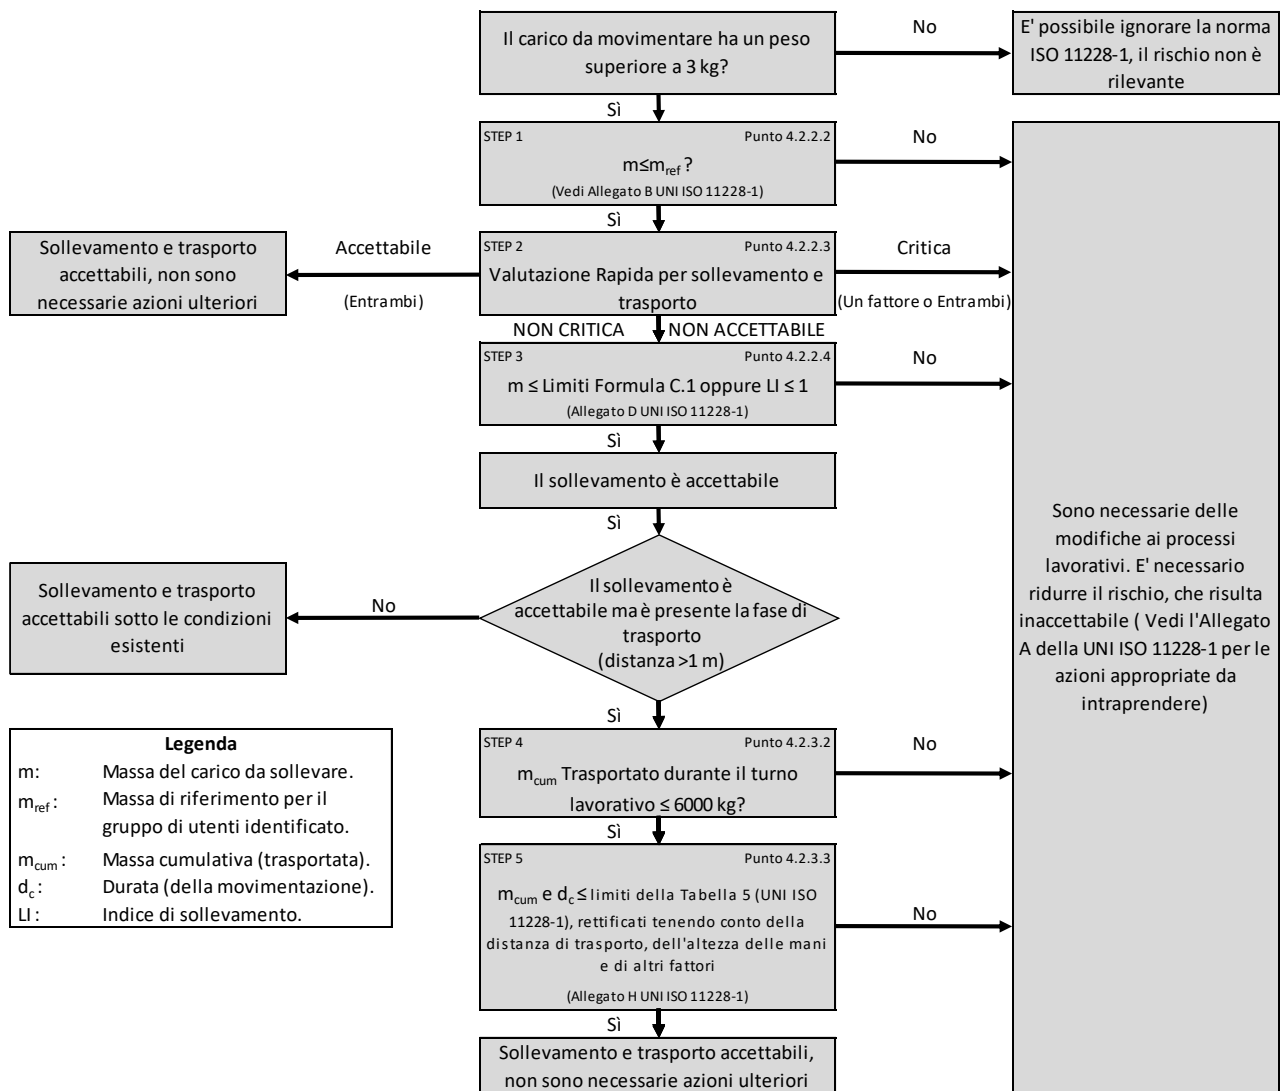 Il carico da movimentare ha un peso
superiore a 3 kg?
No
E' possibile ignorare la norma
ISO 11228-1, il rischio non è
rilevante
Sì
STEP 1 Punto 4.2.2.2
m≤mref ?
(Vedi Allegato B UNI ISO 11228-1)
No
Sì
Sollevamento e trasporto
accettabili, non sono
necessarie azioni ulteriori
Accettabile
(Entrambi)
STEP 2 Punto 4.2.2.3
Valutazione Rapida per sollevamento e
trasporto
Critica
(Un fattore o Entrambi)
NON CRITICA NON ACCETTABILE
STEP 3 Punto 4.2.2.4
m ≤ Limiti Formula C.1 oppure LI ≤ 1
(Allegato D UNI ISO 11228-1)
No
Sì
Il sollevamento è accettabile
Sì
Sono necessarie delle
modifiche ai processi
lavorativi. E' necessario
ridurre il rischio, che risulta
inaccettabile ( Vedi l'Allegato
A della UNI ISO 11228-1 per le
azioni appropriate da
intraprendere)
Il sollevamento è
accettabile ma è presente la fase di
trasporto
(distanza >1 m)
No
Sollevamento e trasporto
accettabili sotto le condizioni
esistenti
Sì
STEP 4 Punto 4.2.3.2
mcum Trasportato durante il turno
lavorativo ≤ 6000 kg?
No
Sì
STEP 5 Punto 4.2.3.3
mcum e dc ≤ limiti della Tabella 5 (UNI ISO
11228-1), rettificati tenendo conto della
distanza di trasporto, dell'altezza delle mani
e di altri fattori
(Allegato H UNI ISO 11228-1)
No
Sì
Sollevamento e trasporto accettabili,
non sono necessarie azioni ulteriori
Legenda
m: Massa del carico da sollevare.
mref : Massa di riferimento per il
gruppo di utenti identificato.
mcum : Massa cumulativa (trasportata).
dc : Durata (della movimentazione).
LI : Indice di sollevamento.